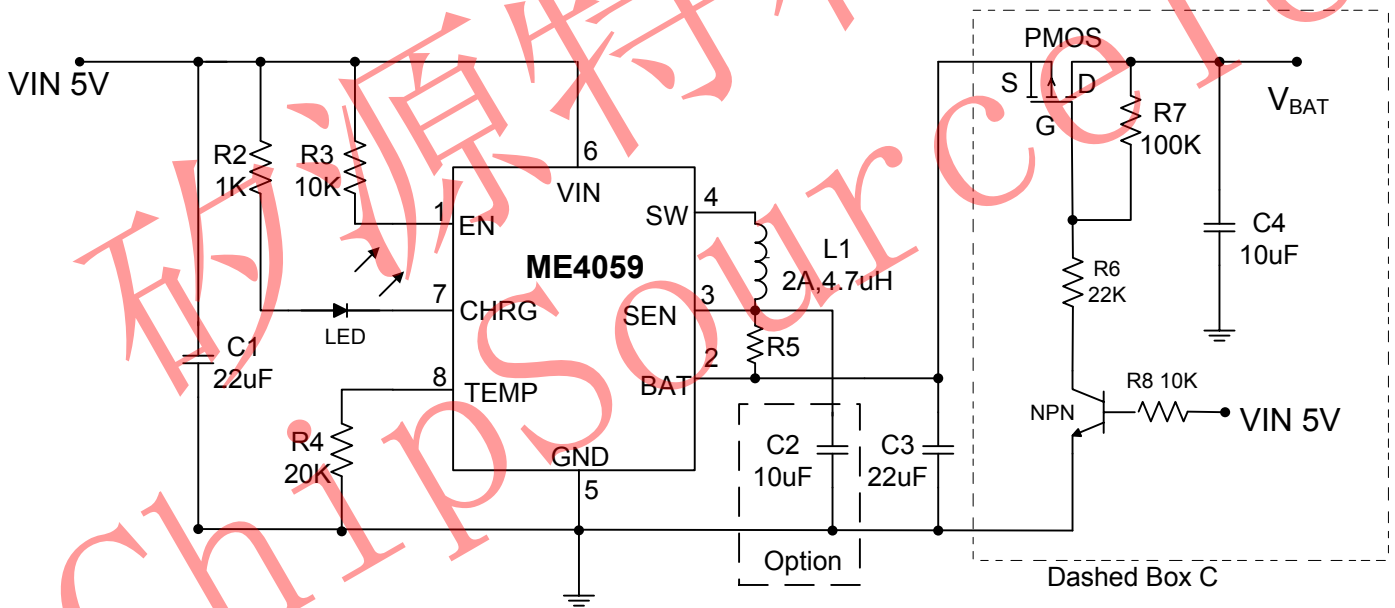 PMOS
VIN 5V
S
D
G
R7
100K
VBAT
R2
1K
R3
10K
6
VIN
4
SW
1
EN
ME4059
L1
2A,4.7uH
C4
10uF
R6
22K
7
CHRG
3
SEN
LED
R5
C1
22uF
2
BAT
8
TEMP
R8 10K
NPN
VIN 5V
R4
20K
GND
5
C2
10uF
C3
22uF
Option
Dashed Box C
矽源特
ChipSource